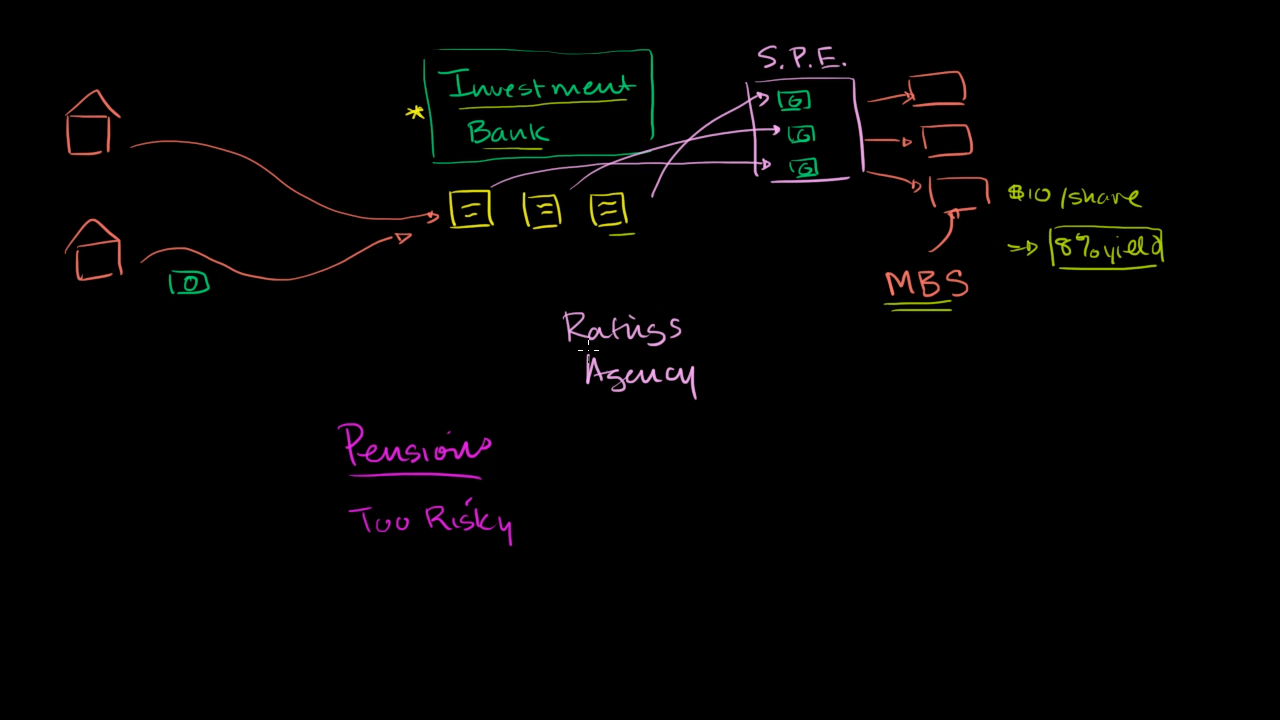 S.P.E.
Investment
Bank
$10/share
8% yield
MBS
Ratings
Agency
Pensions
Too Risky